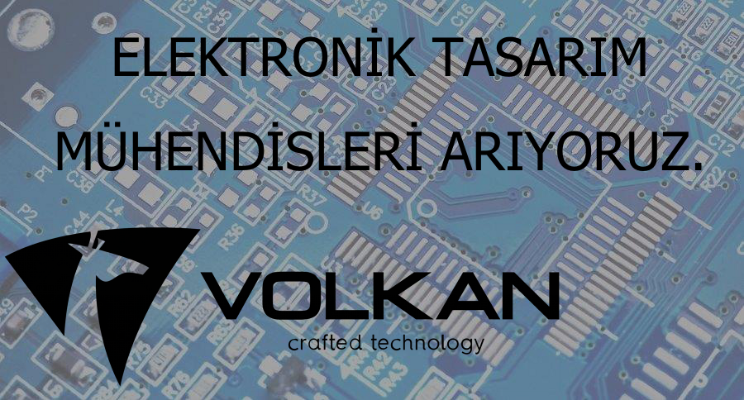 ELEKTRONİK TASARIM
MÜHENDİSLERİ ARIYORUZ.
VOLKAN
crafted technology